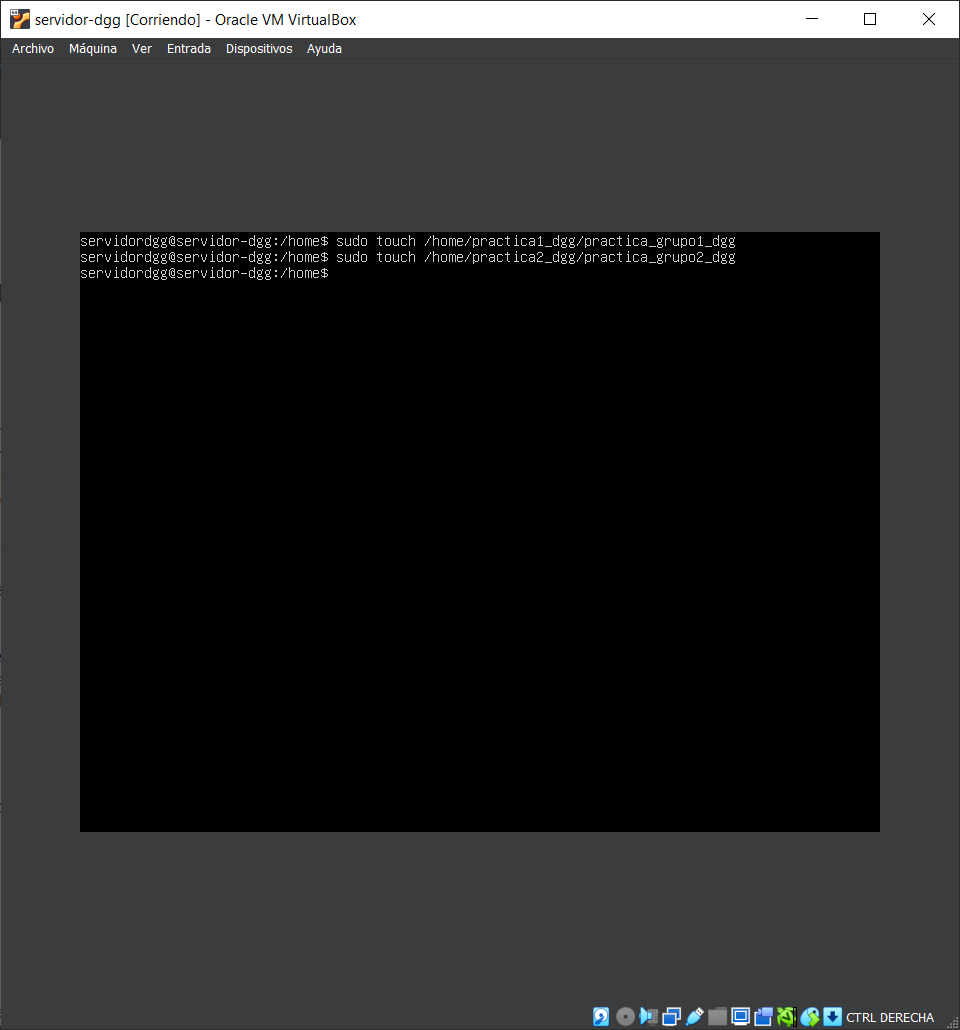 servidor-dgg [Corriendo] - Oracle VM VirtualBox
Archivo Máquina Ver Entrada Dispositivos Ayuda
servidordgg@servidor-dgg:/home$ sudo touch /home/practica1_dgg/practica_grupo1_dgg
servidordgg@servidor-dgg:/home$ sudo touch /home/practica2_dgg/practica_grupo2_dgg
servidordgg@servidor-dgg:/home$
CTRL DERECHA